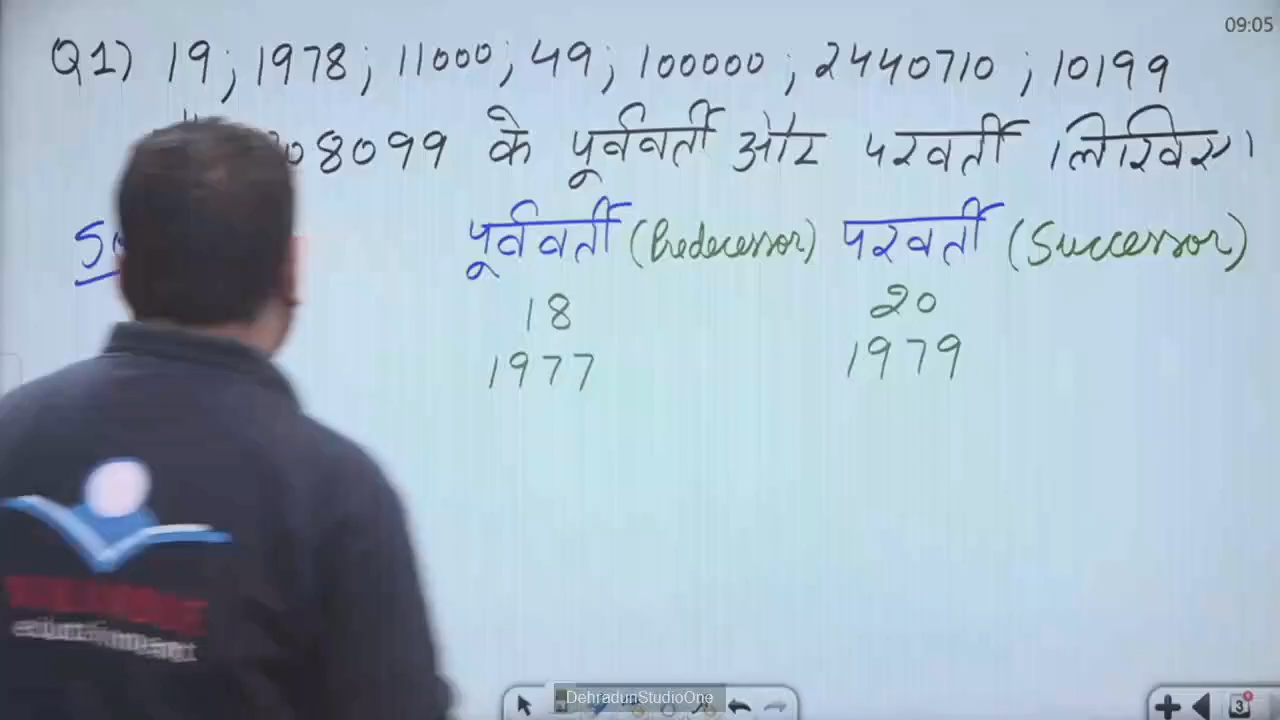 09:05
Q1) 19 ; 1978 ; 11000 ; 49 ; 100000 ; 2440710 ; 10199
08099 के पूर्ववर्ती और परवर्ती लिखिए।
पूर्ववर्ती (Predecessor) परवर्ती (Successor)
18 20
1977 1979
DehradunStudioOne
3